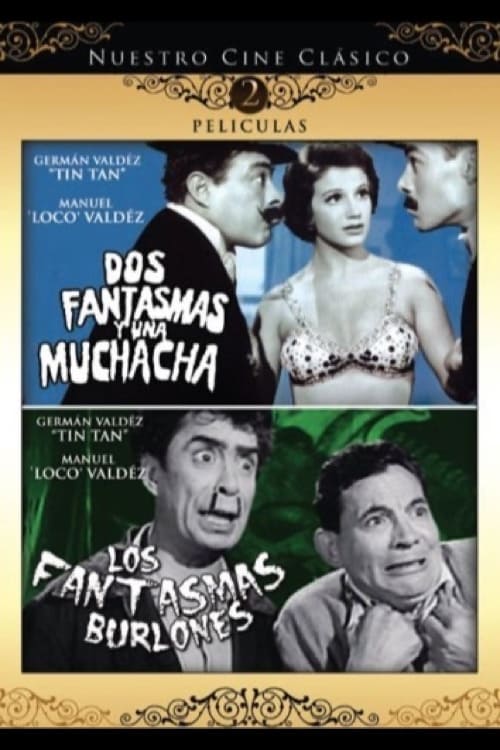 NUESTRO CINE CLÁSICO
2
PELICULAS
GERMÁN VALDÉZ
"TIN TAN"
MANUEL
'LOCO' VALDÉZ
DOS
FANTASMAS
Y UNA
MUCHACHA
GERMÁN VALDÉZ
"TIN TAN"
MANUEL
'LOCO' VALDÉZ
LOS
FANTASMAS
BURLONES